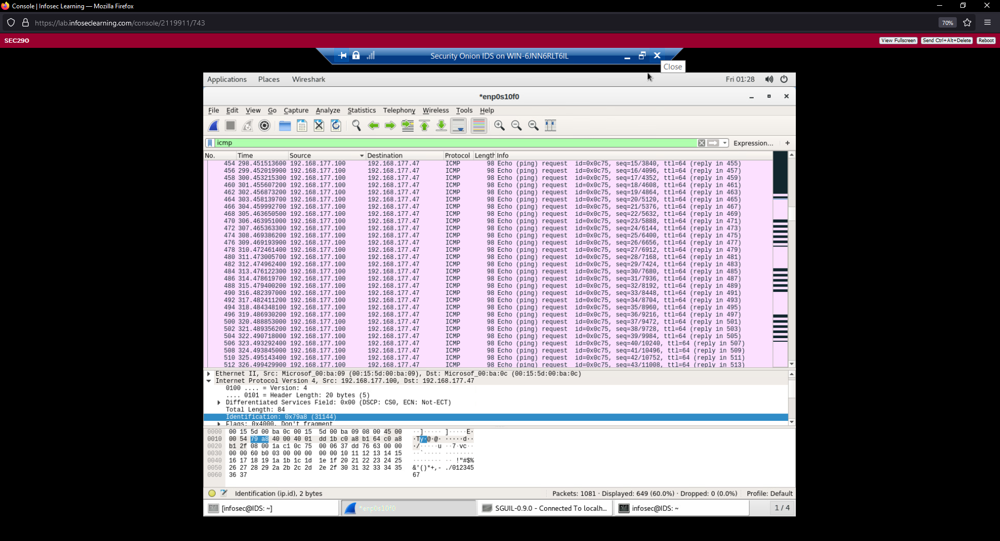 Console | Infosec Learning — Mozilla Firefox
https://lab.infoseclearning.com/console/2119911/743
70%
SEC290
View Fullscreen Send Ctrl+Alt+Delete Reboot
Security Onion IDS on WIN-6JNN6RLT6IL
Close
Applications Places Wireshark Fri 01:28
*enp0s10f0
File Edit View Go Capture Analyze Statistics Telephony Wireless Tools Help
icmp Expression... +
No. Time Source Destination Protocol Length Info
454 298.451513600 192.168.177.100 192.168.177.47 ICMP 98 Echo (ping) request id=0x0c75, seq=15/3840, ttl=64 (reply in 455)
456 299.452019900 192.168.177.100 192.168.177.47 ICMP 98 Echo (ping) request id=0x0c75, seq=16/4096, ttl=64 (reply in 457)
458 300.453215300 192.168.177.100 192.168.177.47 ICMP 98 Echo (ping) request id=0x0c75, seq=17/4352, ttl=64 (reply in 459)
460 301.455607200 192.168.177.100 192.168.177.47 ICMP 98 Echo (ping) request id=0x0c75, seq=18/4608, ttl=64 (reply in 461)
462 302.456873200 192.168.177.100 192.168.177.47 ICMP 98 Echo (ping) request id=0x0c75, seq=19/4864, ttl=64 (reply in 463)
464 303.458139700 192.168.177.100 192.168.177.47 ICMP 98 Echo (ping) request id=0x0c75, seq=20/5120, ttl=64 (reply in 465)
466 304.459992700 192.168.177.100 192.168.177.47 ICMP 98 Echo (ping) request id=0x0c75, seq=21/5376, ttl=64 (reply in 467)
468 305.463650500 192.168.177.100 192.168.177.47 ICMP 98 Echo (ping) request id=0x0c75, seq=22/5632, ttl=64 (reply in 469)
470 306.463951000 192.168.177.100 192.168.177.47 ICMP 98 Echo (ping) request id=0x0c75, seq=23/5888, ttl=64 (reply in 471)
472 307.465363300 192.168.177.100 192.168.177.47 ICMP 98 Echo (ping) request id=0x0c75, seq=24/6144, ttl=64 (reply in 473)
474 308.469386200 192.168.177.100 192.168.177.47 ICMP 98 Echo (ping) request id=0x0c75, seq=25/6400, ttl=64 (reply in 475)
476 309.469193900 192.168.177.100 192.168.177.47 ICMP 98 Echo (ping) request id=0x0c75, seq=26/6656, ttl=64 (reply in 477)
478 310.472461400 192.168.177.100 192.168.177.47 ICMP 98 Echo (ping) request id=0x0c75, seq=27/6912, ttl=64 (reply in 479)
480 311.473005700 192.168.177.100 192.168.177.47 ICMP 98 Echo (ping) request id=0x0c75, seq=28/7168, ttl=64 (reply in 481)
482 312.474962400 192.168.177.100 192.168.177.47 ICMP 98 Echo (ping) request id=0x0c75, seq=29/7424, ttl=64 (reply in 483)
484 313.476122300 192.168.177.100 192.168.177.47 ICMP 98 Echo (ping) request id=0x0c75, seq=30/7680, ttl=64 (reply in 485)
486 314.478619700 192.168.177.100 192.168.177.47 ICMP 98 Echo (ping) request id=0x0c75, seq=31/7936, ttl=64 (reply in 487)
488 315.479400200 192.168.177.100 192.168.177.47 ICMP 98 Echo (ping) request id=0x0c75, seq=32/8192, ttl=64 (reply in 489)
490 316.482397000 192.168.177.100 192.168.177.47 ICMP 98 Echo (ping) request id=0x0c75, seq=33/8448, ttl=64 (reply in 491)
492 317.482411200 192.168.177.100 192.168.177.47 ICMP 98 Echo (ping) request id=0x0c75, seq=34/8704, ttl=64 (reply in 493)
494 318.484348100 192.168.177.100 192.168.177.47 ICMP 98 Echo (ping) request id=0x0c75, seq=35/8960, ttl=64 (reply in 495)
496 319.486930200 192.168.177.100 192.168.177.47 ICMP 98 Echo (ping) request id=0x0c75, seq=36/9216, ttl=64 (reply in 497)
500 320.488853000 192.168.177.100 192.168.177.47 ICMP 98 Echo (ping) request id=0x0c75, seq=37/9472, ttl=64 (reply in 501)
502 321.489356200 192.168.177.100 192.168.177.47 ICMP 98 Echo (ping) request id=0x0c75, seq=38/9728, ttl=64 (reply in 503)
504 322.490718000 192.168.177.100 192.168.177.47 ICMP 98 Echo (ping) request id=0x0c75, seq=39/9984, ttl=64 (reply in 505)
506 323.493292400 192.168.177.100 192.168.177.47 ICMP 98 Echo (ping) request id=0x0c75, seq=40/10240, ttl=64 (reply in 507)
508 324.493845000 192.168.177.100 192.168.177.47 ICMP 98 Echo (ping) request id=0x0c75, seq=41/10496, ttl=64 (reply in 509)
510 325.495143400 192.168.177.100 192.168.177.47 ICMP 98 Echo (ping) request id=0x0c75, seq=42/10752, ttl=64 (reply in 511)
512 326.499429900 192.168.177.100 192.168.177.47 ICMP 98 Echo (ping) request id=0x0c75, seq=43/11008, ttl=64 (reply in 513)
Ethernet II, Src: Microsof_00:ba:09 (00:15:5d:00:ba:09), Dst: Microsof_00:ba:0c (00:15:5d:00:ba:0c)
Internet Protocol Version 4, Src: 192.168.177.100, Dst: 192.168.177.47
0100 .... = Version: 4
.... 0101 = Header Length: 20 bytes (5)
Differentiated Services Field: 0x00 (DSCP: CS0, ECN: Not-ECT)
Total Length: 84
Identification: 0x79a8 (31144)
Flags: 0x4000, Don't fragment
0000 00 15 5d 00 ba 0c 00 15 5d 00 ba 09 08 00 45 00 ··]····· ]·····E·
0010 00 54 79 a8 40 00 40 01 dd 1b c0 a8 b1 64 c0 a8 ·Ty·@·@· ·····d··
0020 b1 2f 08 00 1a c1 0c 75 00 06 37 dd 76 63 00 00 ·/·····u ··7·vc··
0030 00 00 60 b0 03 00 00 00 00 00 10 11 12 13 14 15 ··`····· ········
0040 16 17 18 19 1a 1b 1c 1d 1e 1f 20 21 22 23 24 25 ········ ·· !"#$%
0050 26 27 28 29 2a 2b 2c 2d 2e 2f 30 31 32 33 34 35 &'()*+,- ./012345
0060 36 37 67
Identification (ip.id), 2 bytes Packets: 1081 · Displayed: 649 (60.0%) · Dropped: 0 (0.0%) Profile: Default
[infosec@IDS: ~] *enp0s10f0 SGUIL-0.9.0 - Connected To localh... infosec@IDS: ~ 1 / 4